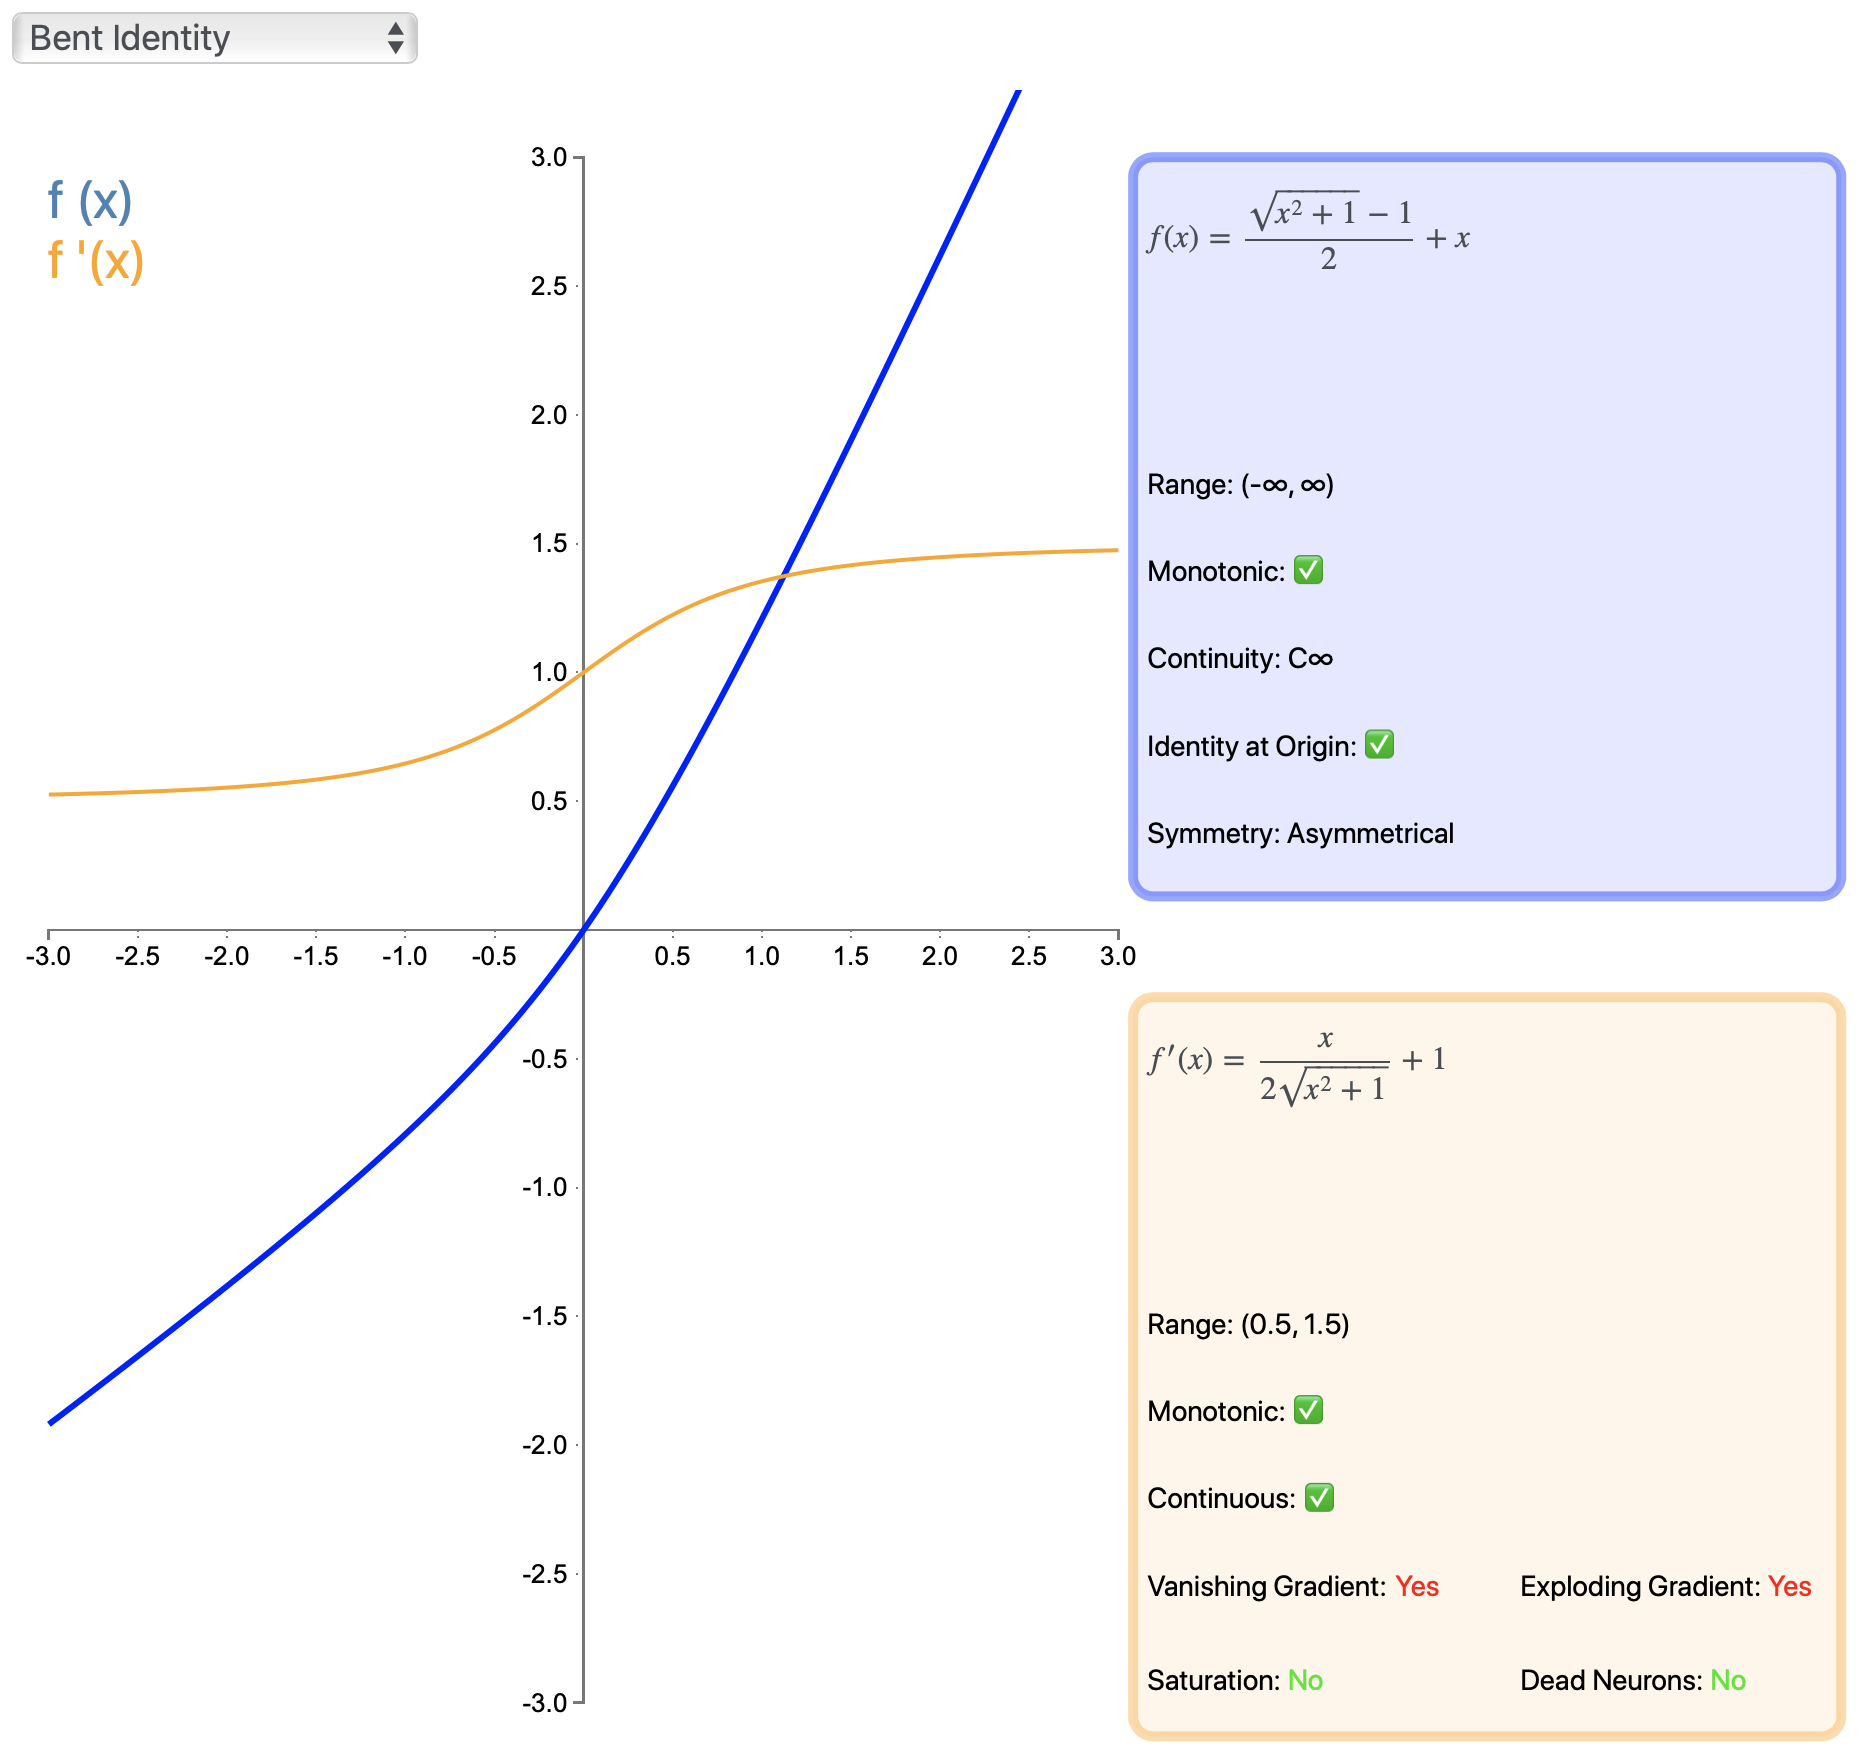 Bent Identity
f (x)
f '(x)
3.0
2.5
2.0
1.5
1.0
0.5
-3.0 -2.5 -2.0 -1.5 -1.0 -0.5 0.5 1.0 1.5 2.0 2.5 3.0
-0.5
-1.0
-1.5
-2.0
-2.5
-3.0
f(x) = \frac{\sqrt{x^2 + 1} - 1}{2} + x
Range: (-∞, ∞)
Monotonic: ✅
Continuity: C∞
Identity at Origin: ✅
Symmetry: Asymmetrical
f'(x) = \frac{x}{2\sqrt{x^2 + 1}} + 1
Range: (0.5, 1.5)
Monotonic: ✅
Continuous: ✅
Vanishing Gradient: Yes Exploding Gradient: Yes
Saturation: No Dead Neurons: No